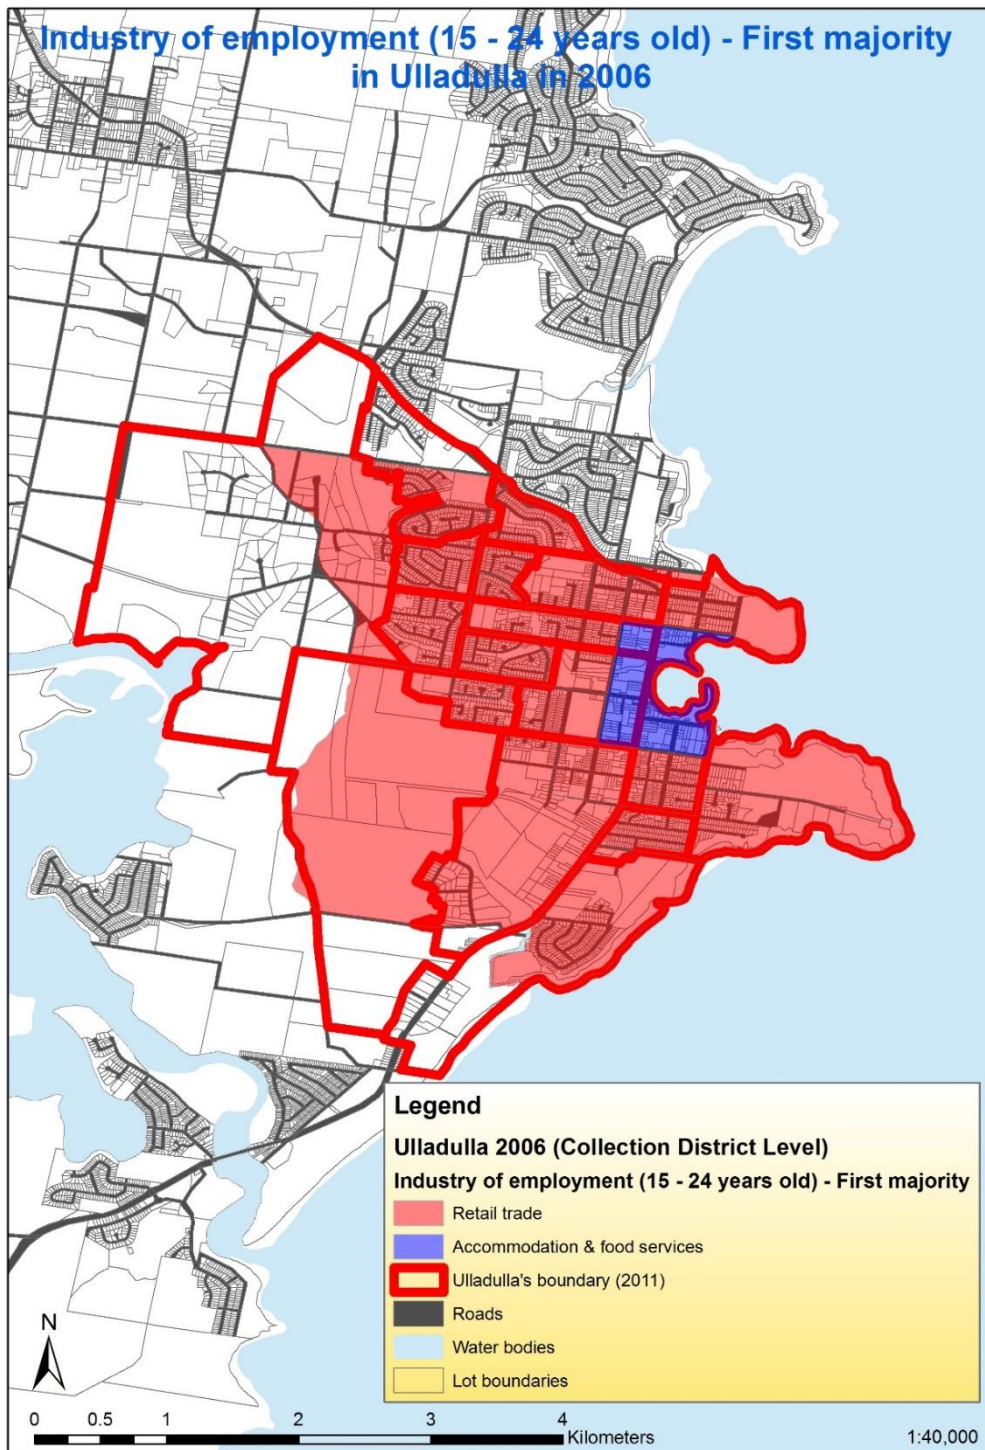 Industry of employment (15 - 24 years old) - First majority
in Ulladulla in 2006
Legend
Ulladulla 2006 (Collection District Level)
Industry of employment (15 - 24 years old) - First majority
Retail trade
Accommodation & food services
Ulladulla's boundary (2011)
Roads
Water bodies
Lot boundaries
N
0 0.5 1 2 3 4
Kilometers
1:40,000